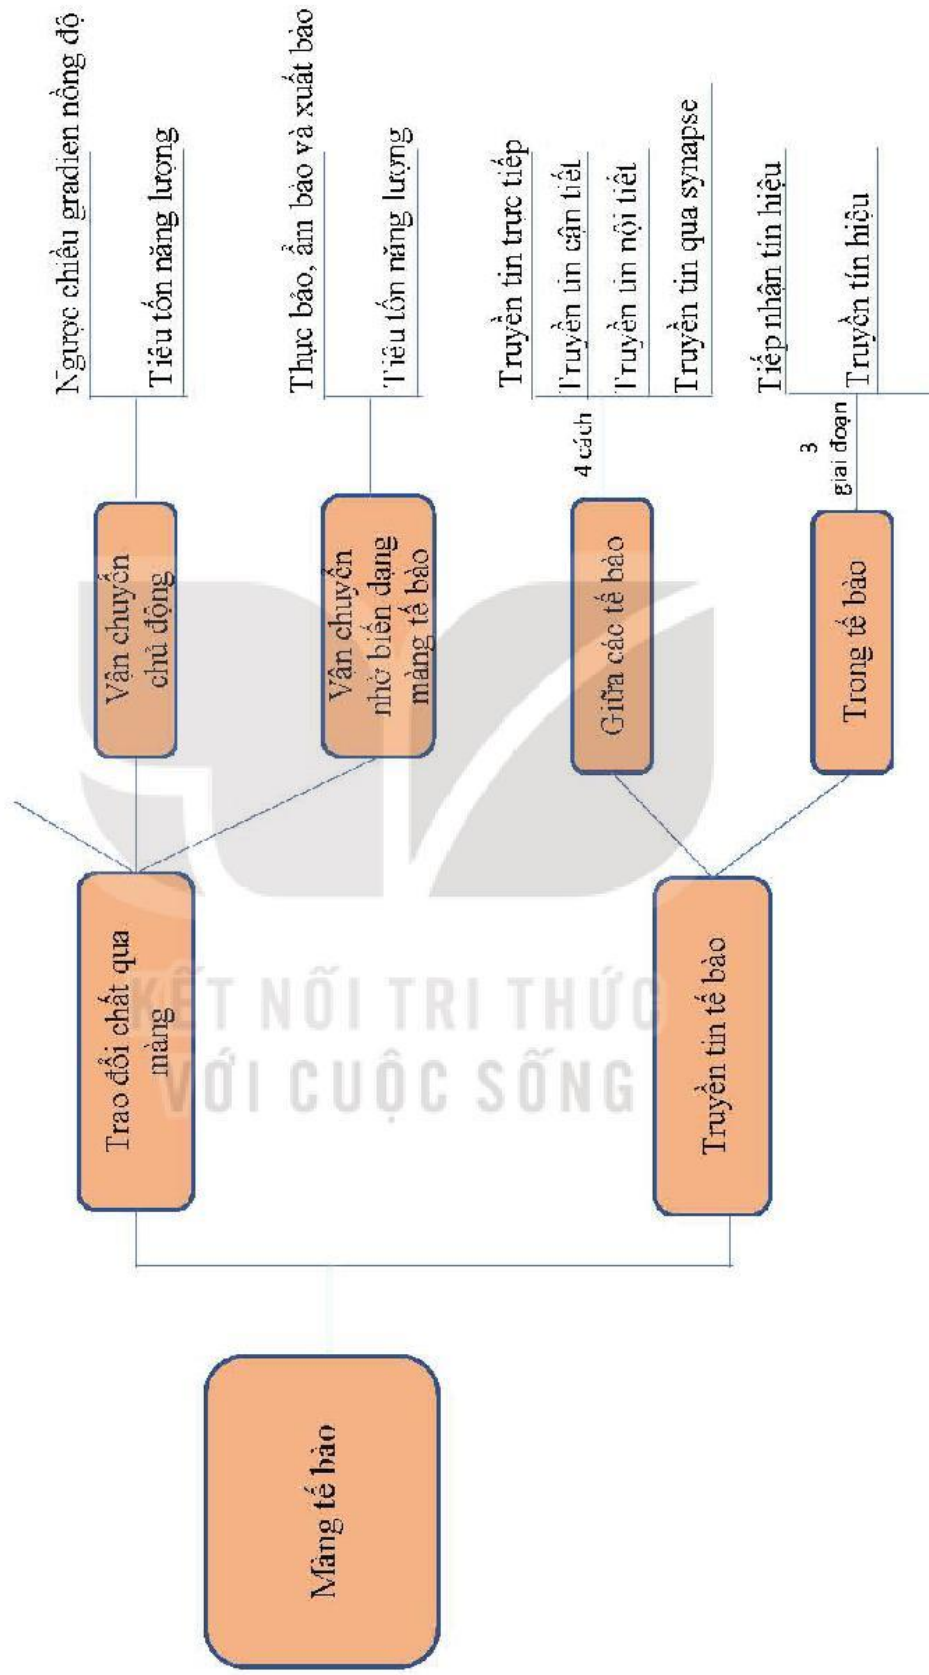 Màng tế bào
Trao đổi chất qua
màng
Vận chuyển
chủ động
Ngược chiều gradien nồng độ
Tiêu tốn năng lượng
Vận chuyển
nhờ biến dạng
màng tế bào
Thực bào, ẩm bào và xuất bào
Tiêu tốn năng lượng
Truyền tin tế bào
Giữa các tế bào
4 cách
Truyền tin trực tiếp
Truyền tin cận tiết
Truyền tin nội tiết
Truyền tin qua synapse
Trong tế bào
3
giai đoạn
Tiếp nhận tín hiệu
Truyền tín hiệu
KẾT NỐI TRI THỨC
VỚI CUỘC SỐNG